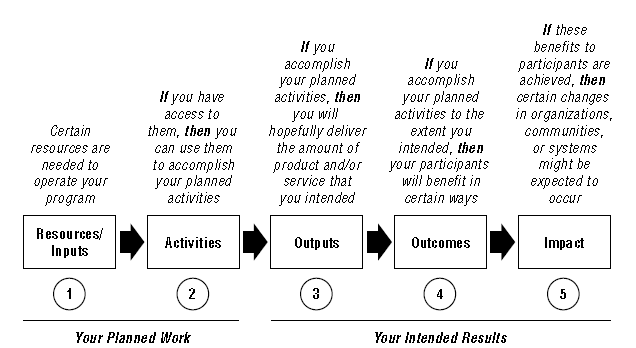 Certain
resources are
needed to
operate your
program
If you have
access to
them, then you
can use them
to accomplish
your planned
activities
If you
accomplish
your planned
activities, then
you will
hopefully deliver
the amount of
product and/or
service that
you intended
If you
accomplish
your planned
activities to the
extent you
intended, then
your participants
will benefit in
certain ways
If these
benefits to
participants are
achieved, then
certain changes
in organizations,
communities,
or systems
might be
expected to
occur
Resources/
Inputs
Activities
Outputs
Outcomes
Impact
1
2
3
4
5
Your Planned Work
Your Intended Results